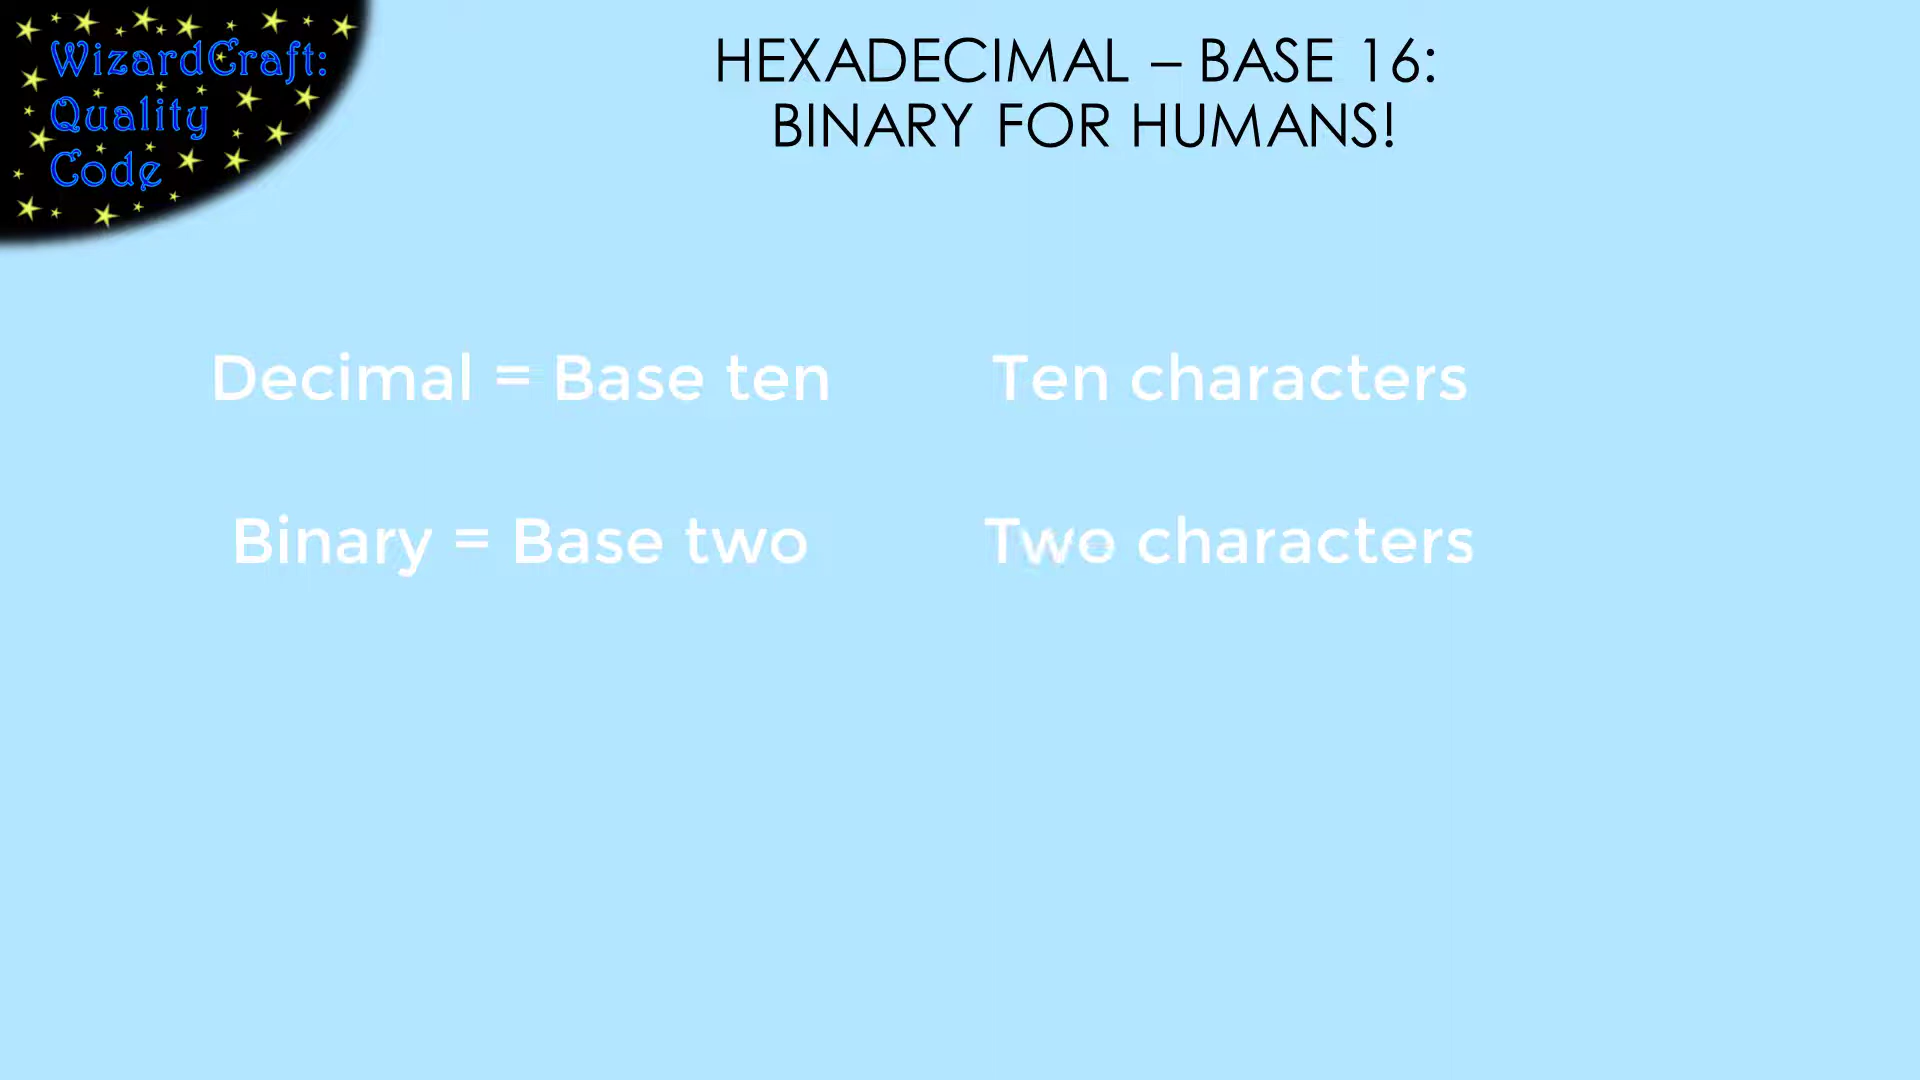 WizardCraft:
Quality
Code
HEXADECIMAL – BASE 16:
BINARY FOR HUMANS!
Decimal = Base ten Ten characters
Binary = Base two Two characters